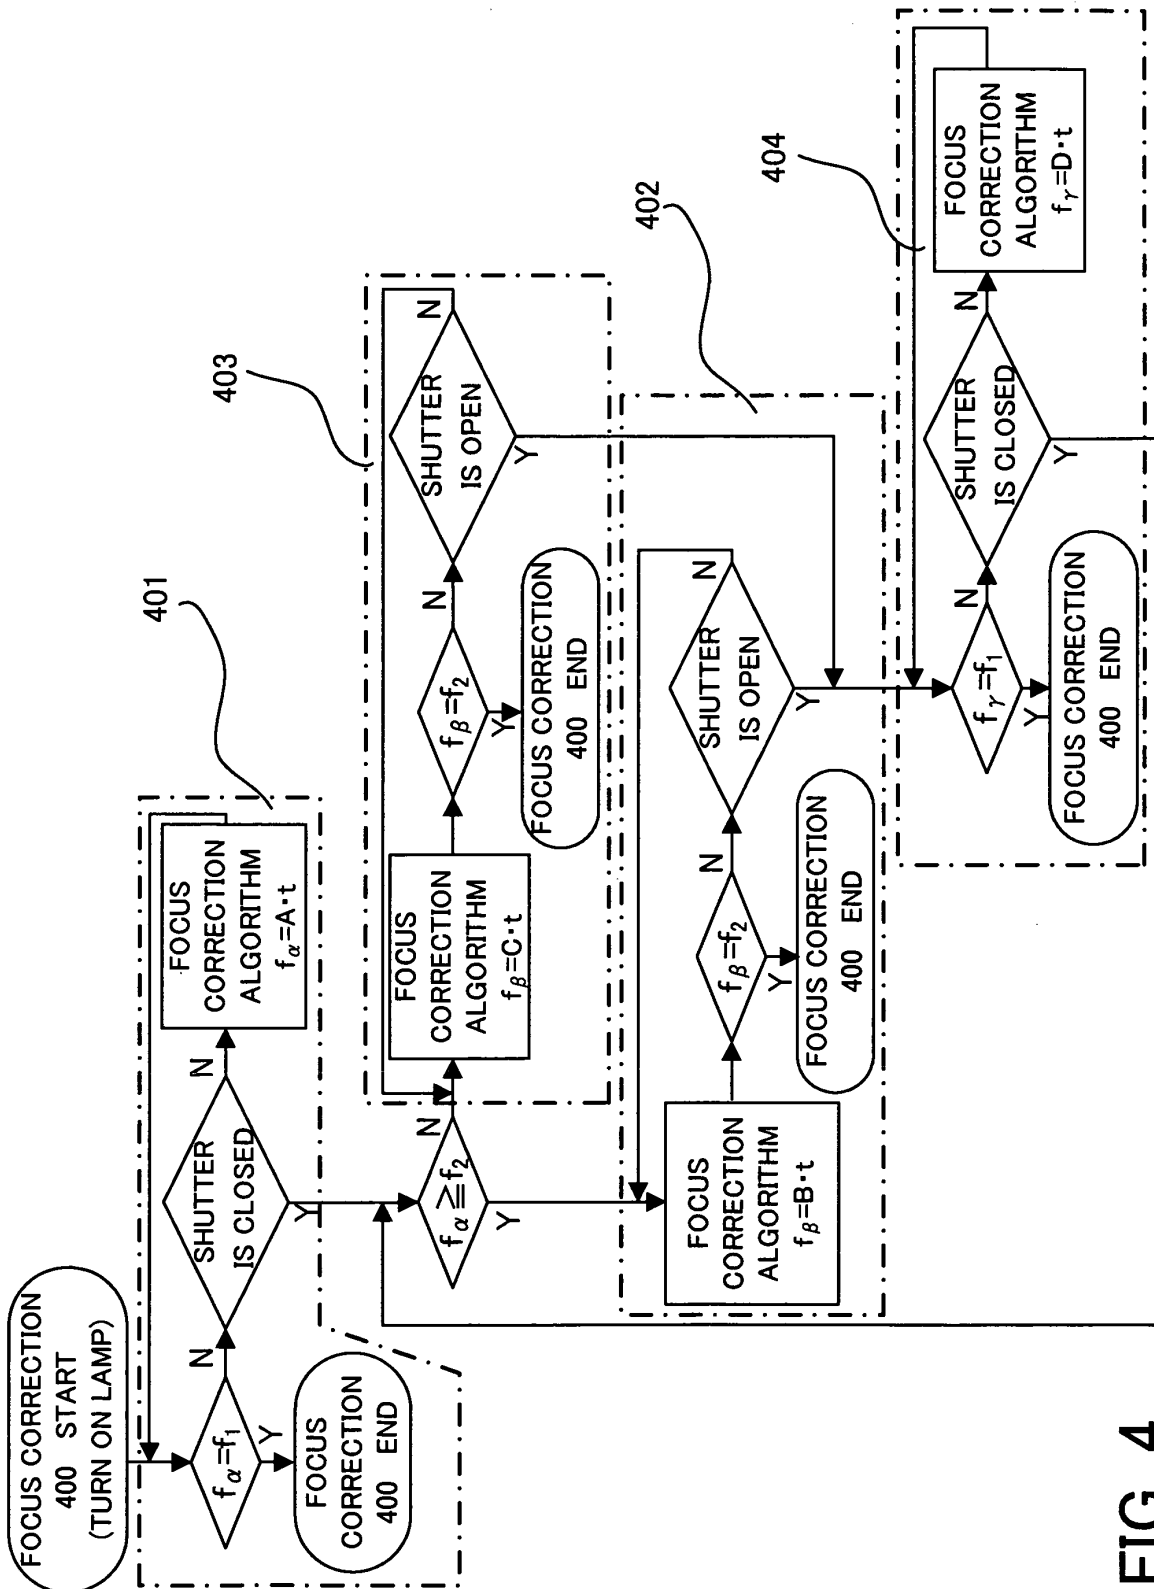 FOCUS CORRECTION
400 START
(TURN ON LAMP)
401
fα=f1
N
Y
FOCUS
CORRECTION
400 END
SHUTTER
IS CLOSED
N
Y
FOCUS
CORRECTION
ALGORITHM
fα=A·t
fα≧f2
N
Y
403
FOCUS
CORRECTION
ALGORITHM
fβ=C·t
fβ=f2
N
Y
FOCUS CORRECTION
400 END
SHUTTER
IS OPEN
N
Y
402
FOCUS
CORRECTION
ALGORITHM
fβ=B·t
fβ=f2
N
Y
FOCUS CORRECTION
400 END
SHUTTER
IS OPEN
N
Y
404
fγ=f1
N
Y
FOCUS CORRECTION
400 END
SHUTTER
IS CLOSED
N
Y
FOCUS
CORRECTION
ALGORITHM
fγ=D·t
FIG. 4